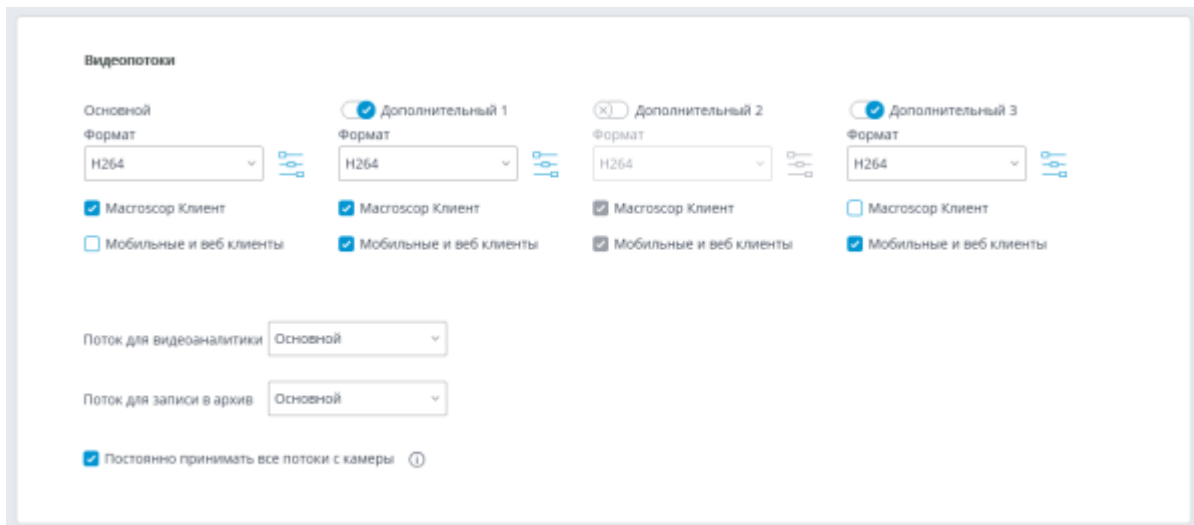 Видеопотоки
Основной Дополнительный 1 Дополнительный 2 Дополнительный 3
Формат Формат Формат Формат
H264 H264 H264 H264
Macroscop Клиент Macroscop Клиент Macroscop Клиент Macroscop Клиент
Мобильные и веб клиенты Мобильные и веб клиенты Мобильные и веб клиенты Мобильные и веб клиенты
Поток для видеоаналитики Основной
Поток для записи в архив Основной
Постоянно принимать все потоки с камеры